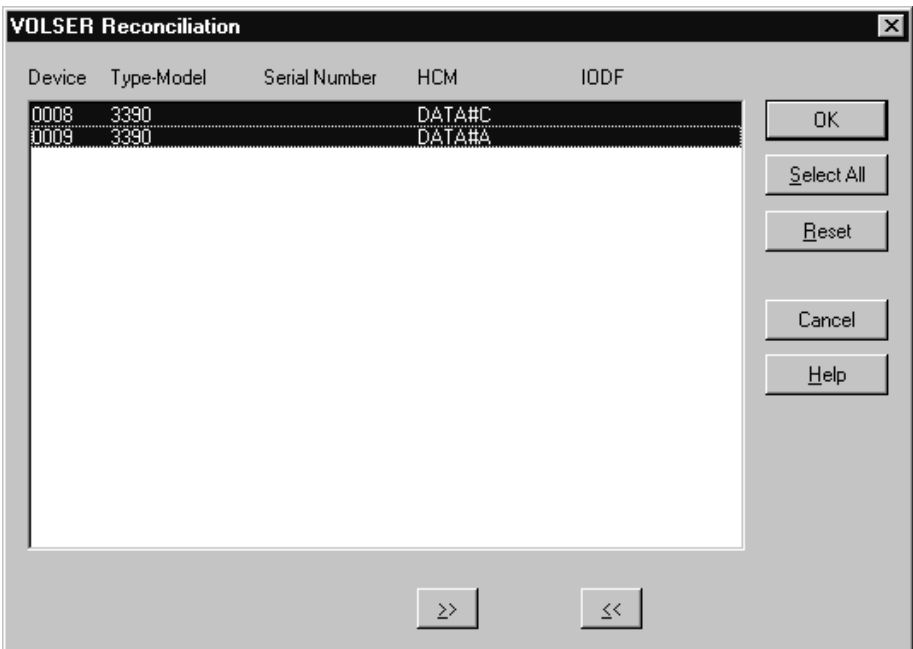 VOLSER Reconciliation
Device Type-Model Serial Number HCM IODF
0008 3390 DATA#C
0009 3390 DATA#A
OK
Select All
Reset
Cancel
Help
>> <<